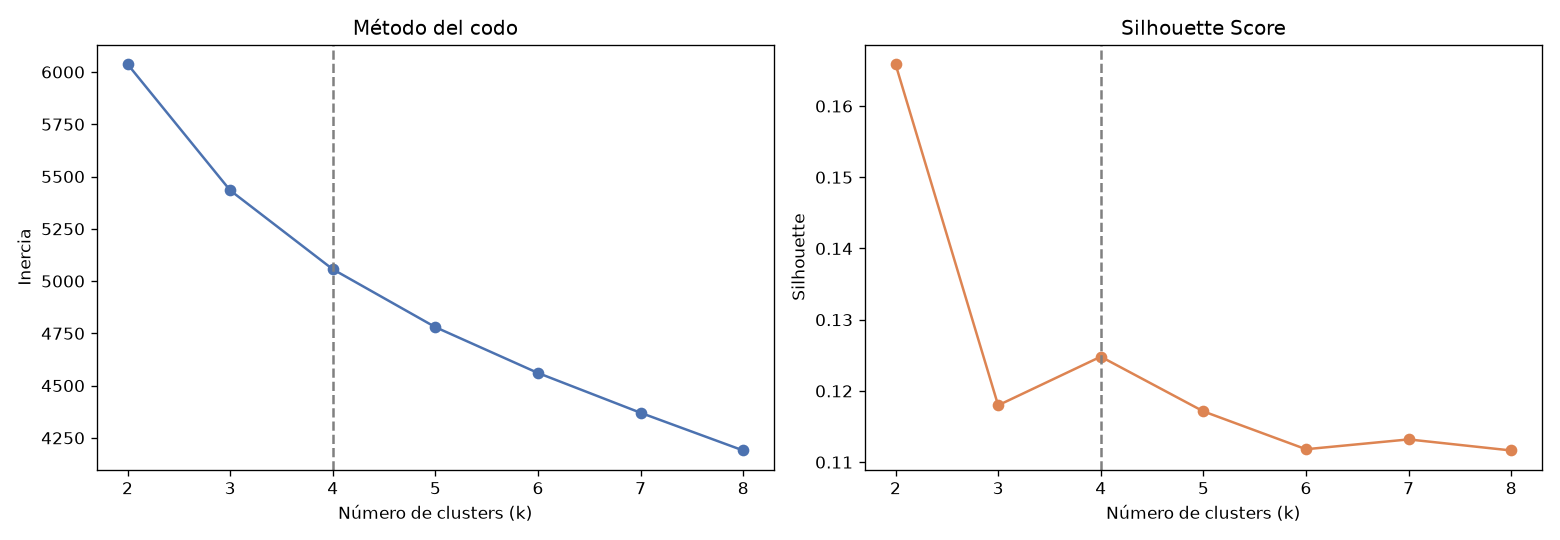 Método del codo
6000
5750
5500
5250
5000
4750
4500
4250
Inercia
2 3 4 5 6 7 8
Número de clusters (k)
Silhouette Score
0.16
0.15
0.14
0.13
0.12
0.11
Silhouette
2 3 4 5 6 7 8
Número de clusters (k)